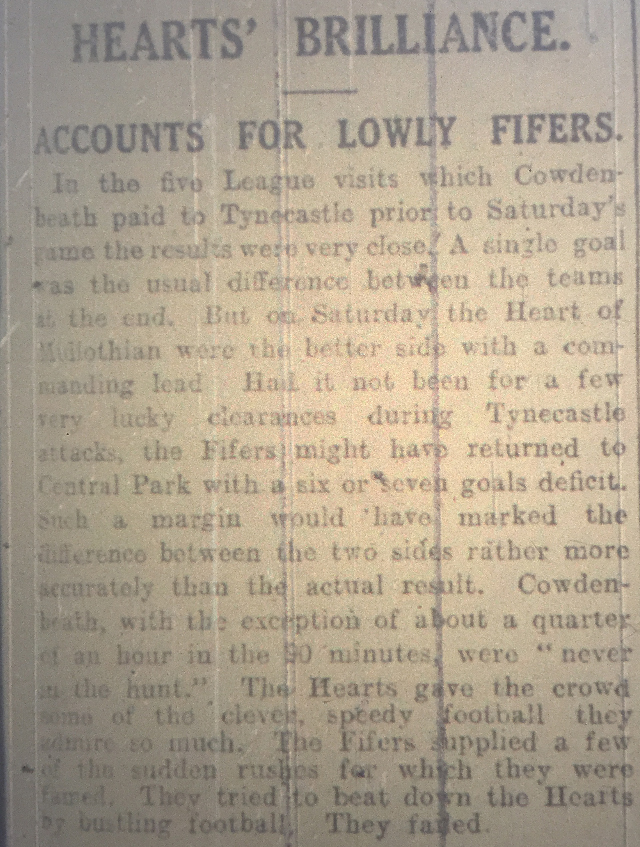 HEARTS' BRILLIANCE.
ACCOUNTS FOR LOWLY FIFERS.
In the five League visits which Cowden-
beath paid to Tynecastle prior to Saturday's
game the results were very close. A single goal
was the usual difference between the teams
at the end. But on Saturday the Heart of
Midlothian were the better side with a com-
manding lead Had it not been for a few
very lucky clearances during Tynecastle
attacks, the Fifers might have returned to
Central Park with a six or seven goals deficit.
Such a margin would have marked the
difference between the two sides rather more
accurately than the actual result. Cowden-
beath, with the exception of about a quarter
of an hour in the 90 minutes, were "never
in the hunt." The Hearts gave the crowd
some of the clever, speedy football they
admire so much. The Fifers supplied a few
of the sudden rushes for which they were
famed. They tried to beat down the Hearts
by bustling football. They failed.